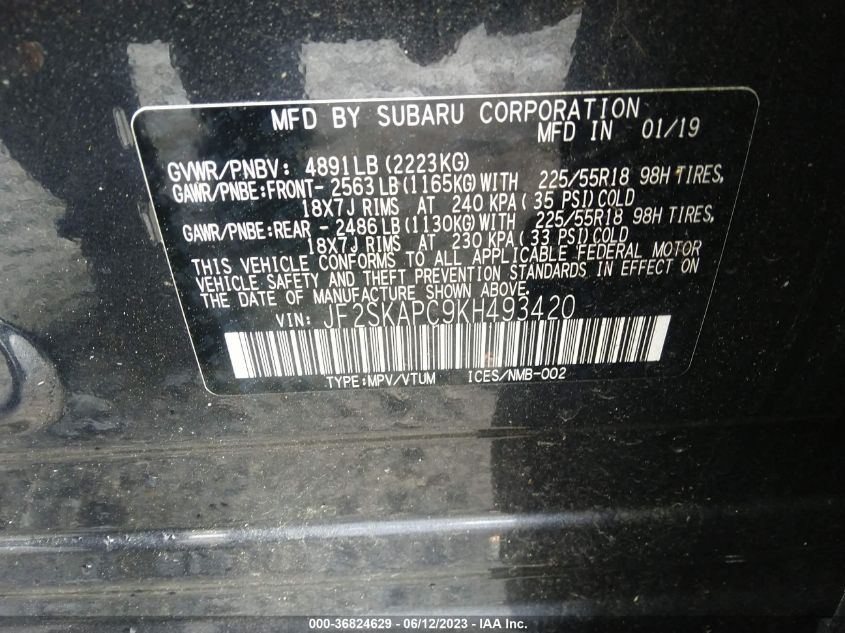 MFD BY SUBARU CORPORATION
MFD IN 01/19
GVWR/PNBV: 4891LB (2223KG)
GAWR/PNBE:FRONT- 2563LB (1165KG) WITH 225/55R18 98H TIRES,
18X7J RIMS AT 240 KPA( 35 PSI) COLD
GAWR/PNBE:REAR - 2486LB (1130KG) WITH 225/55R18 98H TIRES,
18X7J RIMS AT 230 KPA( 33 PSI) COLD
THIS VEHICLE CONFORMS TO ALL APPLICABLE FEDERAL MOTOR
VEHICLE SAFETY AND THEFT PREVENTION STANDARDS IN EFFECT ON
THE DATE OF MANUFACTURE SHOWN ABOVE.
VIN: JF2SKAPC9KH493420
TYPE:MPV/VTUM ICES/NMB-002
000-36824629 - 06/12/2023 - IAA Inc.